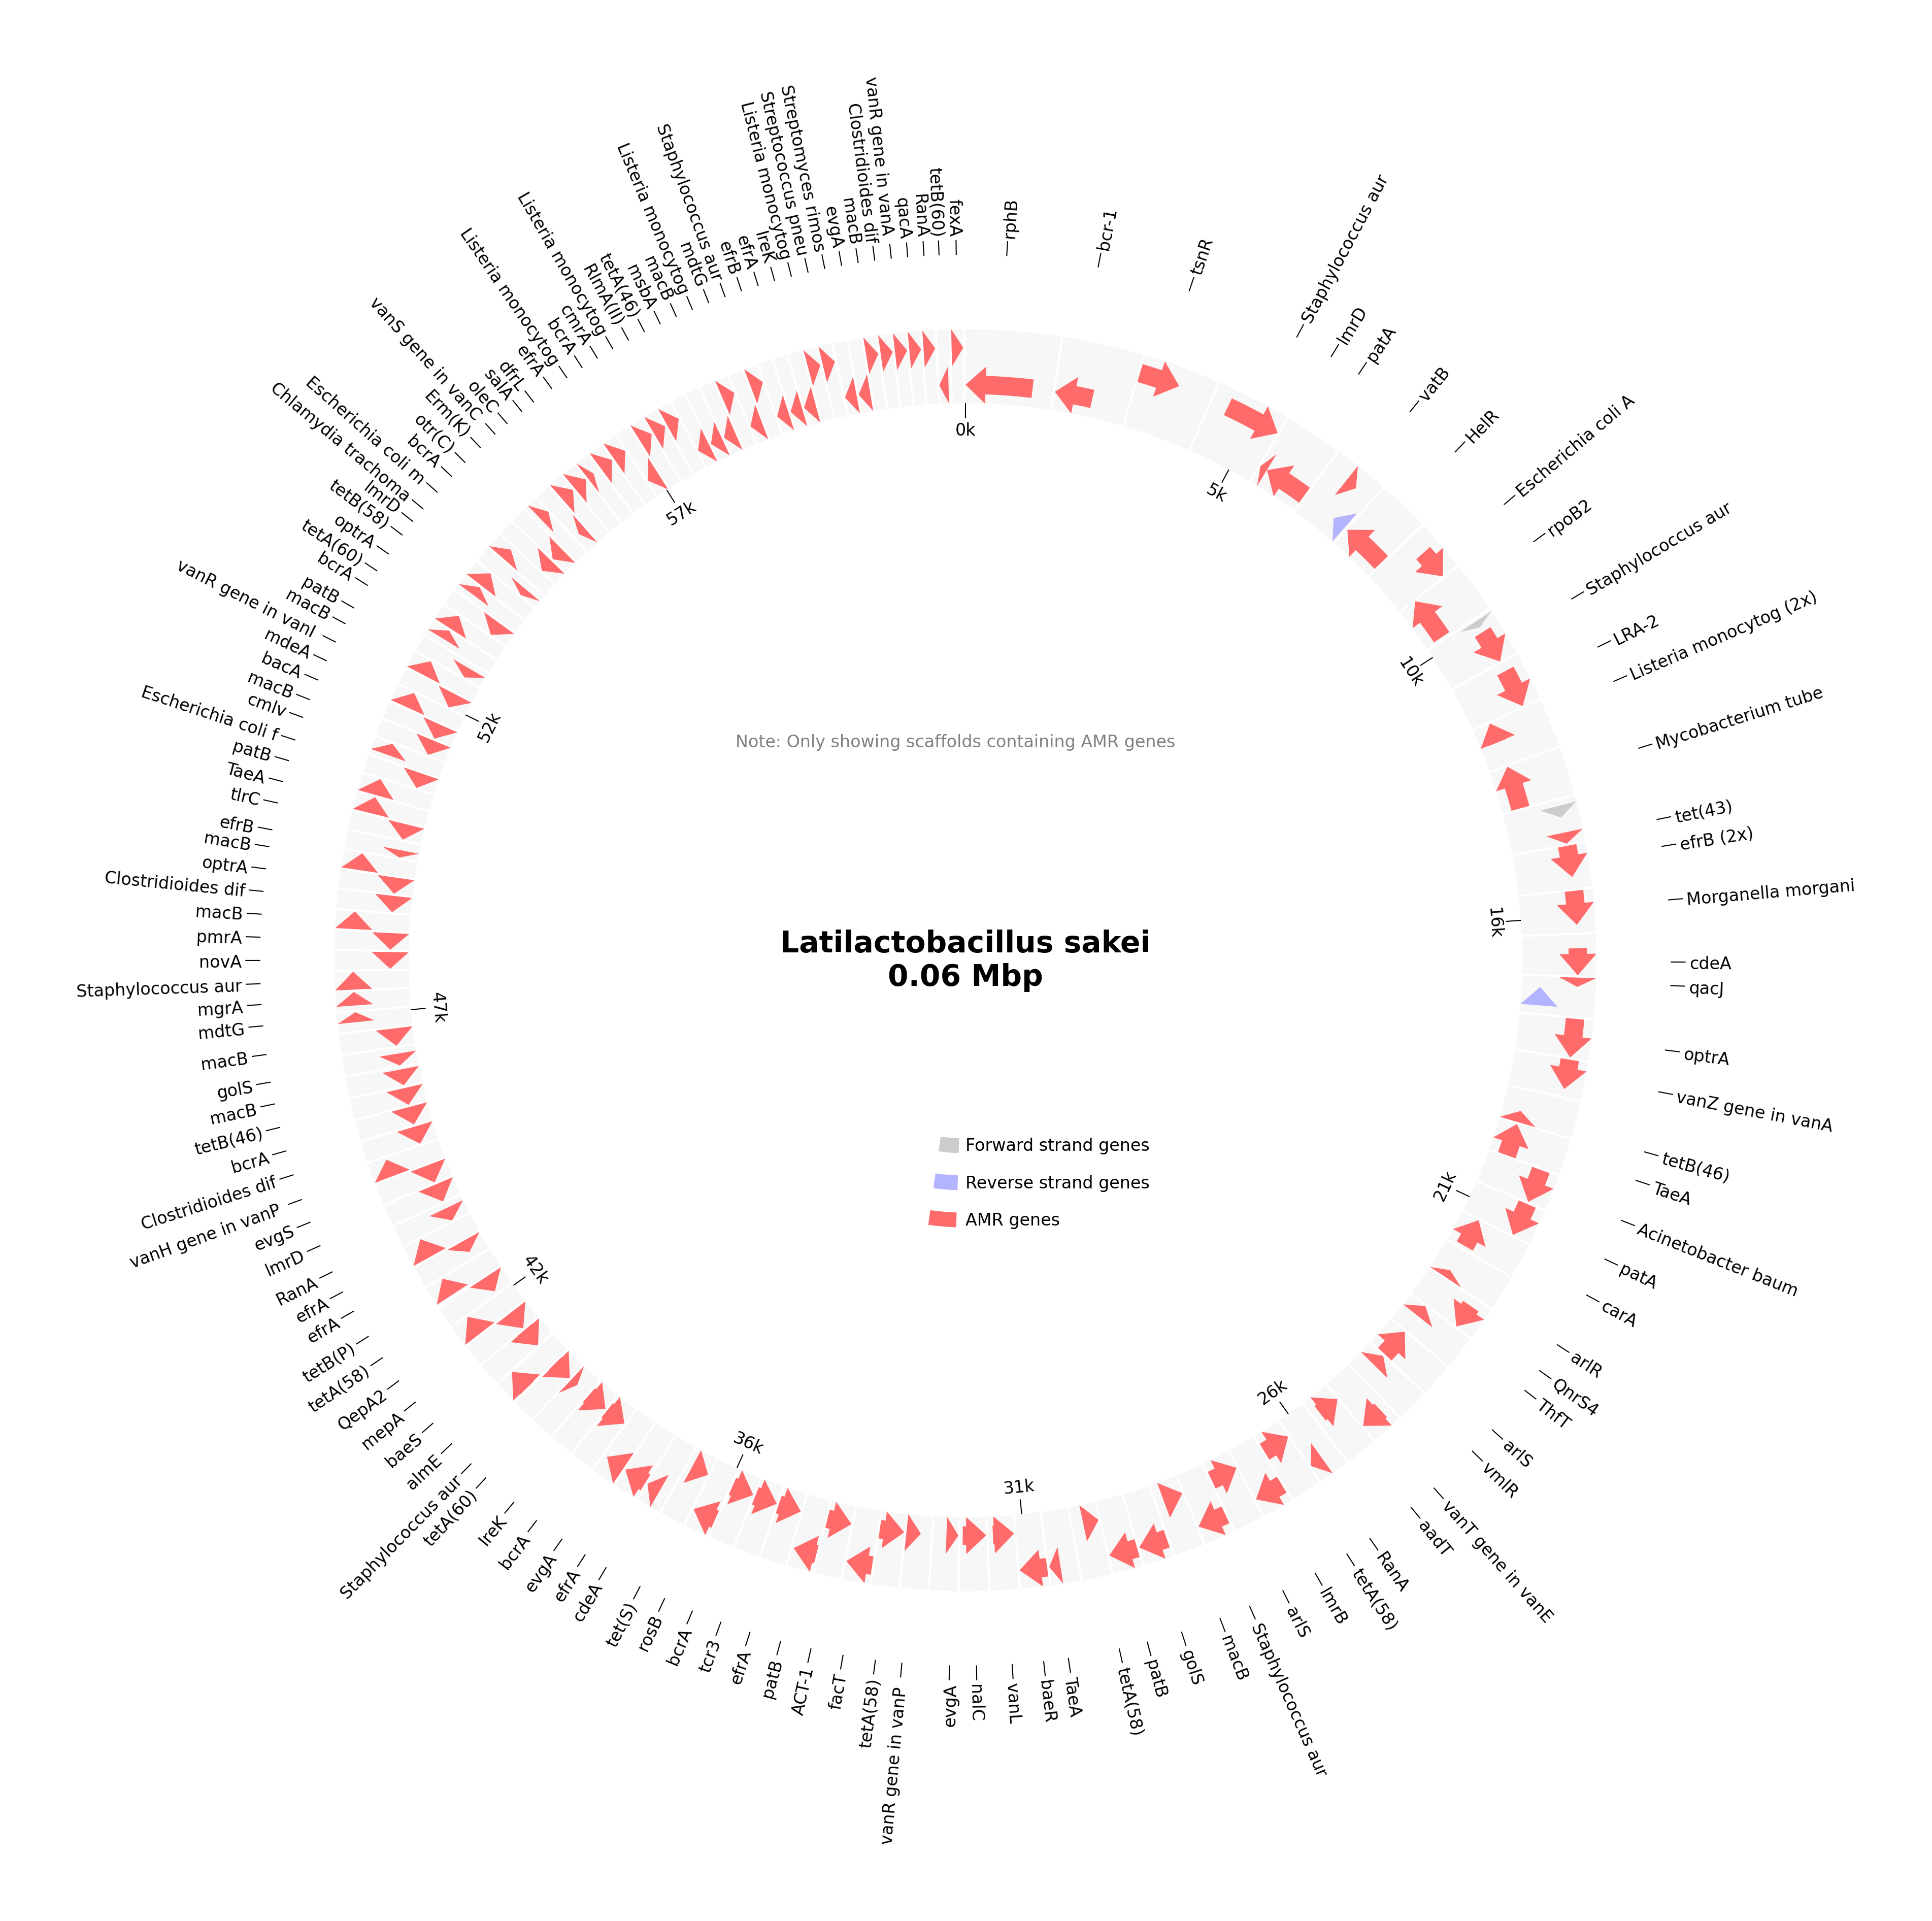 rphB
bcr-1
tsnR
Staphylococcus aur
lmrD
patA
vatB
HelR
Escherichia coli A
rpoB2
Staphylococcus aur
LRA-2
Listeria monocytog (2x)
Mycobacterium tube
tet(43)
efrB (2x)
Morganella morgani
cdeA
qacJ
optrA
vanZ gene in vanA
tetB(46)
TaeA
Acinetobacter baum
patA
carA
arlR
QnrS4
ThfT
arlS
vmlR
vanT gene in vanE
aadT
RanA
tetA(58)
lmrB
arlS
Staphylococcus aur
macB
golS
patB
tetA(58)
TaeA
baeR
vanL
nalC
evgA
vanR gene in vanP
tetA(58)
facT
ACT-1
patB
efrA
tcr3
bcrA
rosB
tet(S)
cdeA
efrA
evgA
bcrA
lreK
tetA(60)
Staphylococcus aur
almE
baeS
mepA
QepA2
tetA(58)
tetB(P)
efrA
efrA
RanA
lmrD
evgS
vanH gene in vanP
Clostridioides dif
bcrA
tetB(46)
macB
golS
macB
mdtG
mgrA
Staphylococcus aur
novA
pmrA
macB
Clostridioides dif
optrA
macB
efrB
tlrC
TaeA
patB
Escherichia coli f
cmlv
macB
bacA
mdeA
vanR gene in vanI
macB
patB
bcrA
tetA(60)
optrA
tetB(58)
lmrD
Chlamydia trachoma
Escherichia coli m
bcrA
otr(C)
Erm(K)
vanS gene in vanC
oleC
salA
dfrL
efrA
Listeria monocytog
bcrA
cmrA
Listeria monocytog
RlmA(II)
tetA(46)
msbA
macB
Listeria monocytog
mdtG
Staphylococcus aur
efrB
efrA
lreK
Listeria monocytog
Streptococcus pneu
Streptomyces rimos
evgA
macB
Clostridioides dif
vanR gene in vanA
qacA
RanA
tetB(60)
fexA
0k
5k
10k
16k
21k
26k
31k
36k
42k
47k
52k
57k
Note: Only showing scaffolds containing AMR genes
Latilactobacillus sakei
0.06 Mbp
Forward strand genes
Reverse strand genes
AMR genes